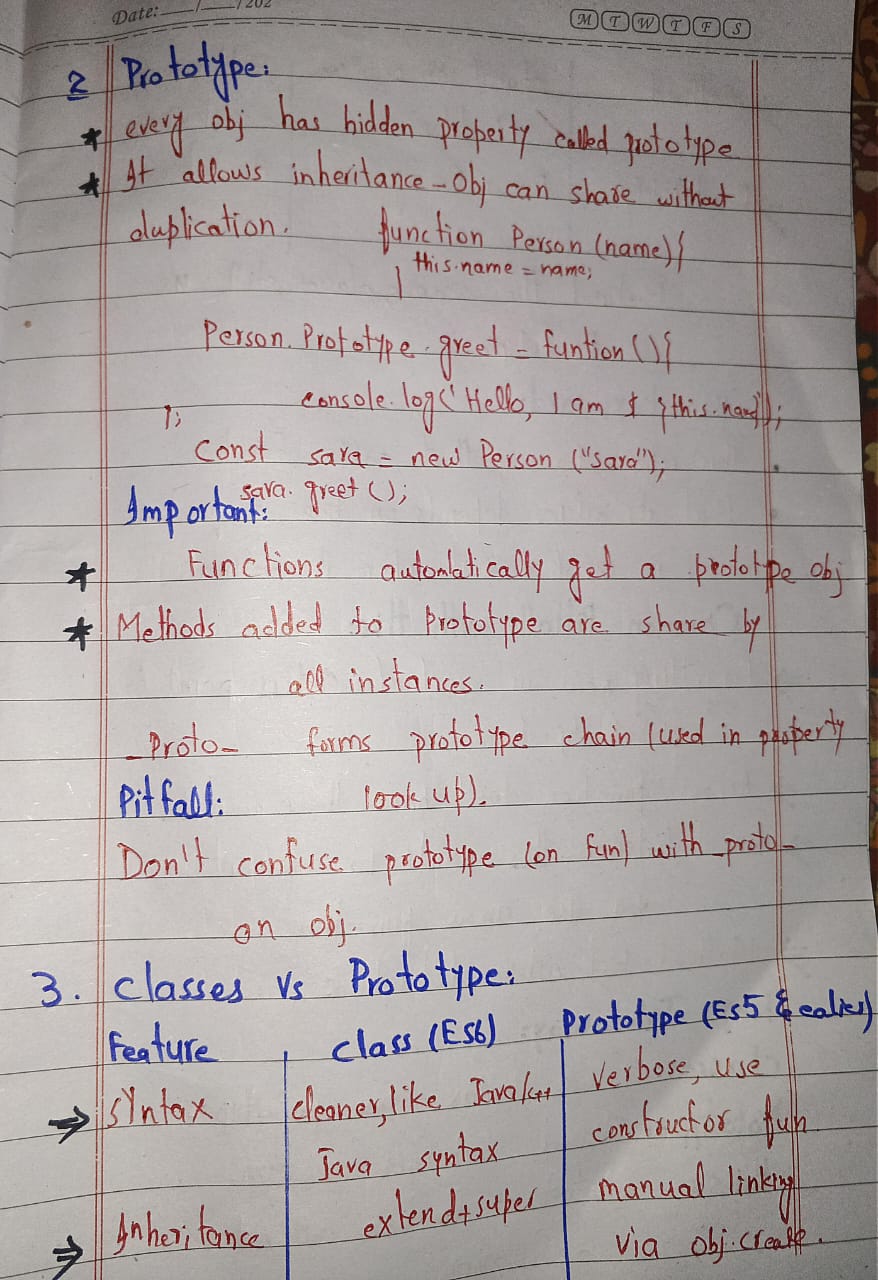 Date: / /202
M T W T F S
2 Prototype:
* every obj has hidden property called prototype
* It allows inheritance - Obj can share without
duplication. function Person (name){
this.name = name;
}
Person.Prototype.greet = funtion(){
console.log('Hello, I am $ {this.name}');
};
Const sara = new Person ("sara");
sara.greet();
Important:
* Functions automatically get a prototype obj
* Methods added to prototype are share by
all instances.
_Proto_ forms prototype chain (used in property
Pitfall: look up).
Don't confuse prototype (on fun) with _proto_
on obj.
3. Classes Vs Prototype:
Feature class (ES6) Prototype (Es5 & ealier)
⇒ syntax cleaner, like Java/c++ Verbose, use
Java syntax constructor fun
⇒ Inheritance extend+super manual linking
via obj.create.